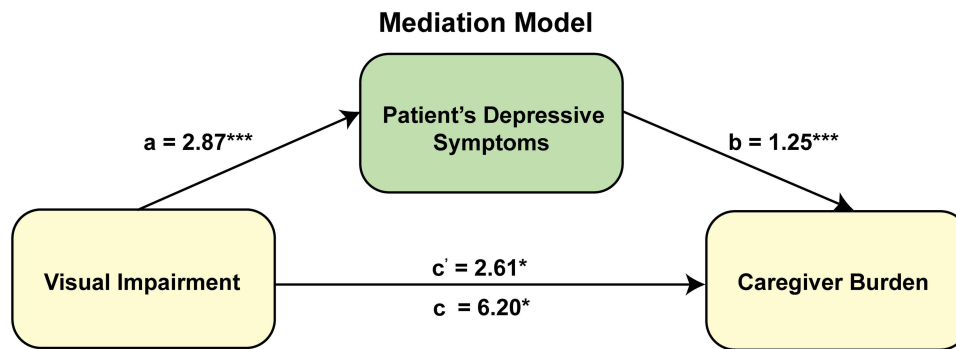 Mediation Model
Patient’s Depressive
Symptoms
a = 2.87***
b = 1.25***
Visual Impairment
c’ = 2.61*
c = 6.20*
Caregiver Burden